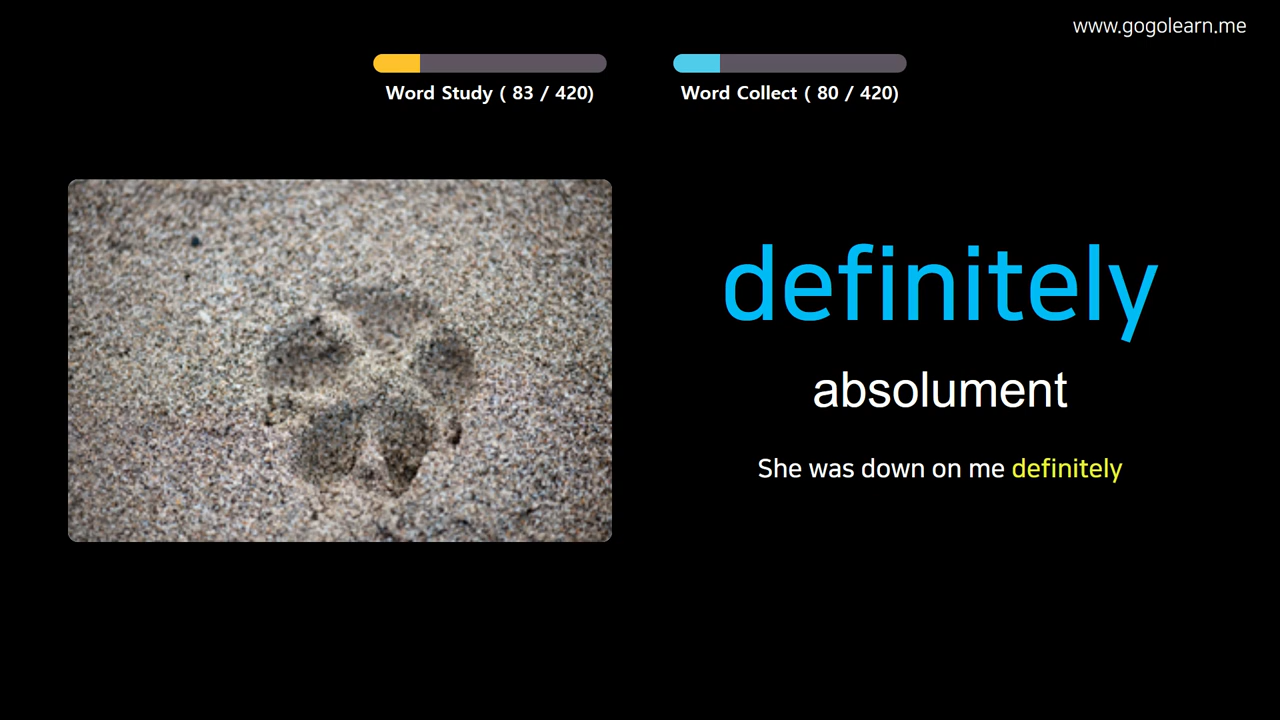 www.gogolearn.me
Word Study ( 83 / 420)
Word Collect ( 80 / 420)
definitely
absolument
She was down on me definitely